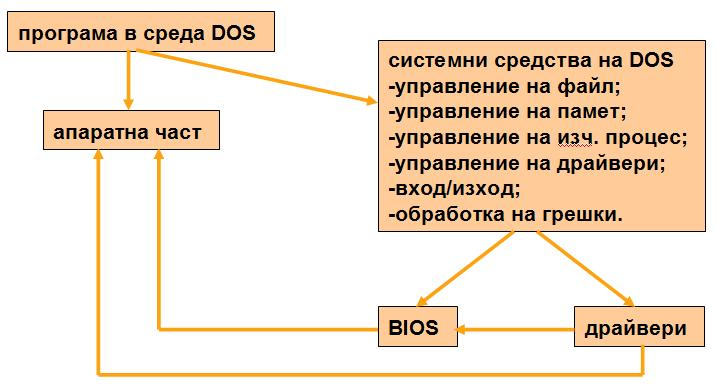 програма в среда DOS
системни средства на DOS
-управление на файл;
-управление на памет;
-управление на изч. процес;
-управление на драйвери;
-вход/изход;
-обработка на грешки.
апаратна част
BIOS
драйвери